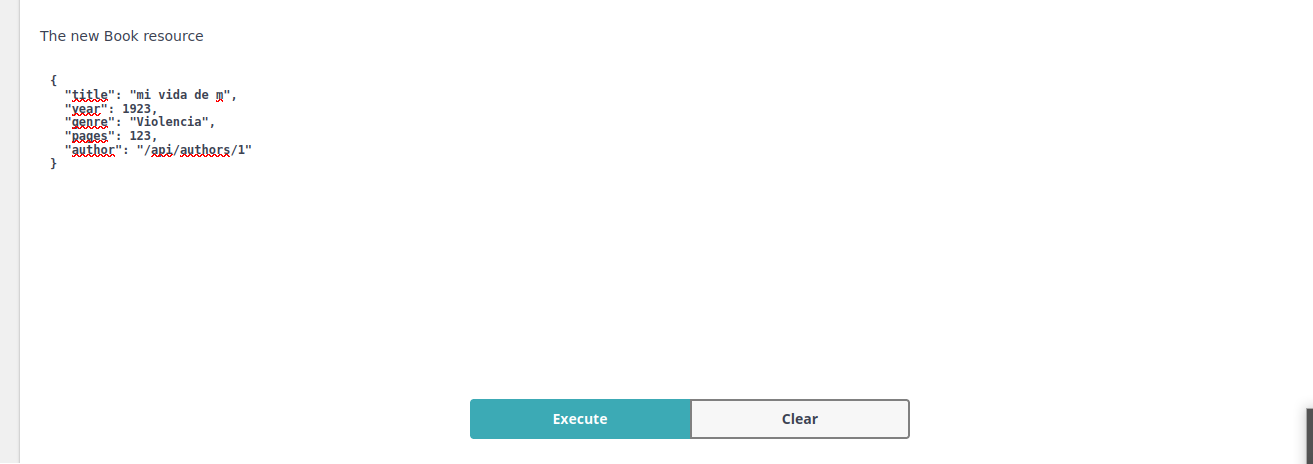 The new Book resource
{
"title": "mi vida de m",
"year": 1923,
"genre": "Violencia",
"pages": 123,
"author": "/api/authors/1"
}
Execute
Clear